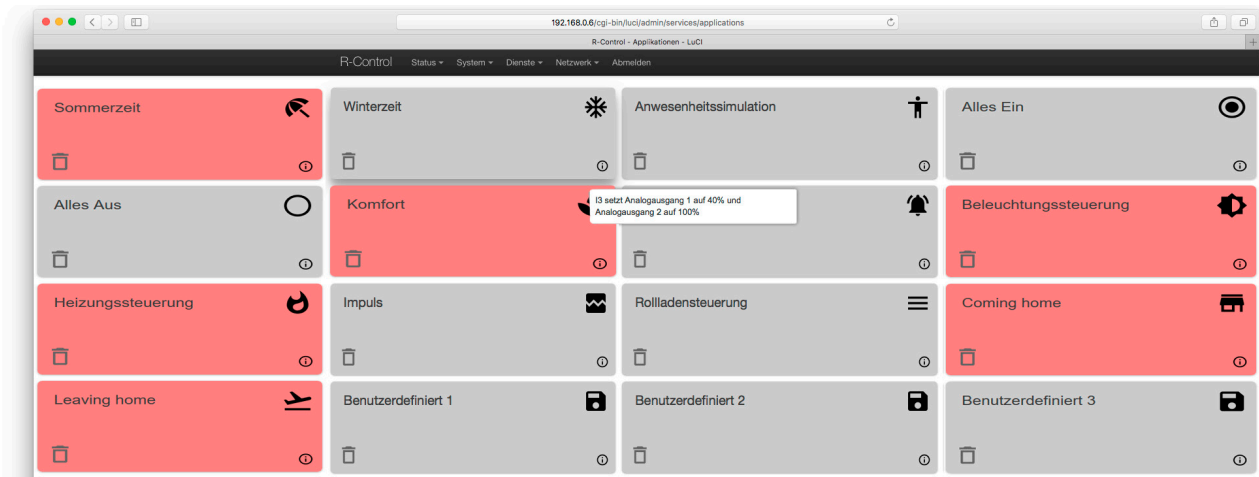 192.168.0.6/cgi-bin/luci/admin/services/applications
R-Control - Applikationen - LuCI
R-Control Status System Dienste Netzwerk Abmelden
Sommerzeit
Winterzeit
Anwesenheitssimulation
Alles Ein
Alles Aus
Komfort
I3 setzt Analogausgang 1 auf 40% und
Analogausgang 2 auf 100%
Beleuchtungssteuerung
Heizungssteuerung
Impuls
Rollladensteuerung
Coming home
Leaving home
Benutzerdefiniert 1
Benutzerdefiniert 2
Benutzerdefiniert 3